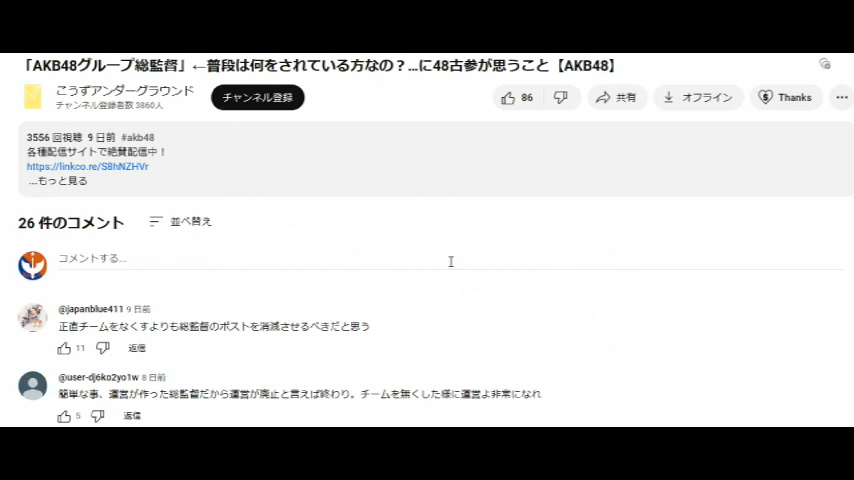 「AKB48グループ総監督」←普段は何をされている方なの？...に48古参が思うこと【AKB48】
こうずアンダーグラウンド
チャンネル登録者数 3860人
チャンネル登録
86
共有
オフライン
Thanks
3556 回視聴 9 日前 #akb48
各種配信サイトで絶賛配信中！
https://linkco.re/S8hNZHVr
...もっと見る
26 件のコメント
並べ替え
コメントする...
@japanblue411 9 日前
正直チームをなくすよりも総監督のポストを消滅させるべきだと思う
11
返信
@user-dj6ko2yo1w 8 日前
簡単な事、運営が作った総監督だから運営が廃止と言えば終わり。チームを無くした様に運営よ非常になれ
5
返信